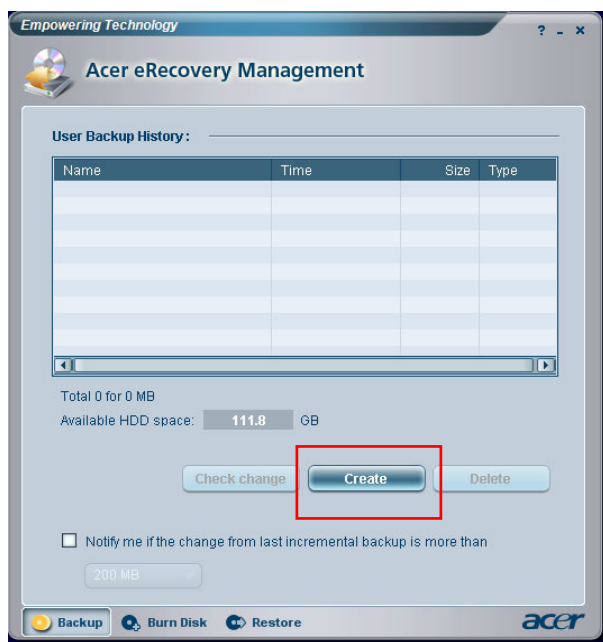 Empowering Technology
? - ×
Acer eRecovery Management
User Backup History :
Name Time Size Type
Total 0 for 0 MB
Available HDD space: 111.8 GB
Check change Create Delete
Notify me if the change from last incremental backup is more than
200 MB
Backup Burn Disk Restore acer